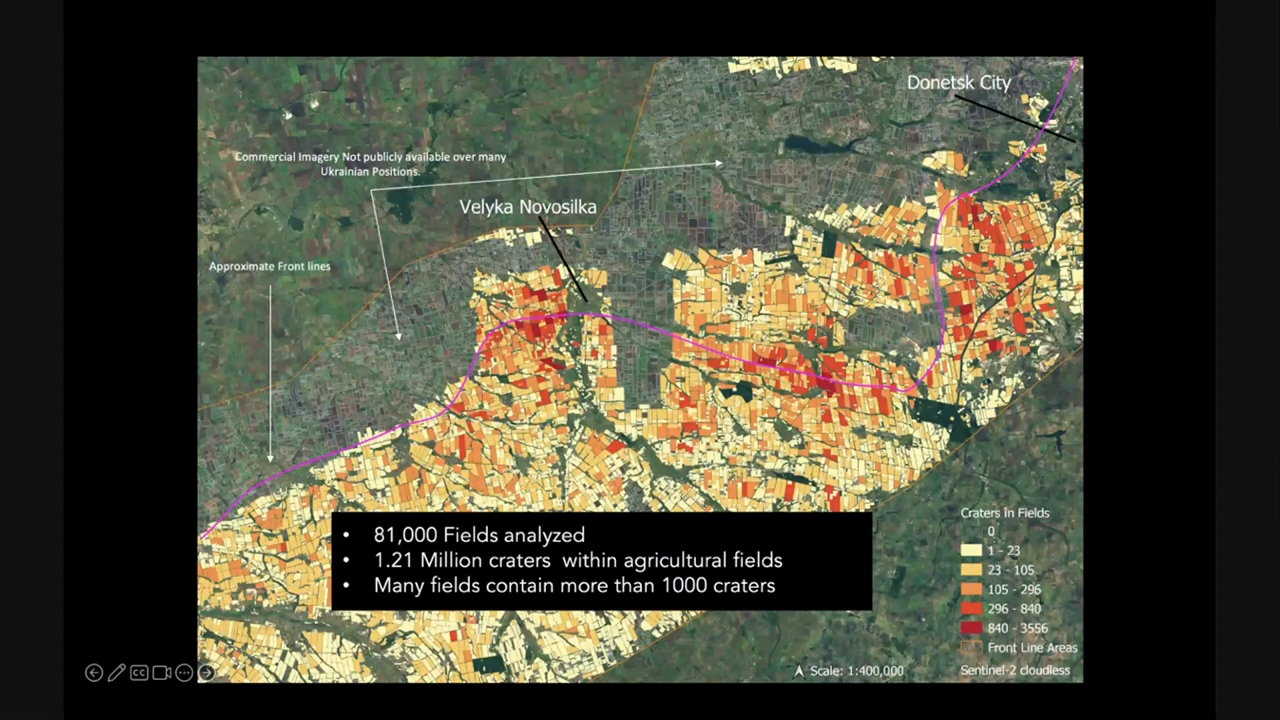 Donetsk City
Commercial Imagery Not publicly available over many
Ukrainian Positions.
Velyka Novosilka
Approximate Front lines
• 81,000 Fields analyzed
• 1.21 Million craters within agricultural fields
• Many fields contain more than 1000 craters
Craters In Fields
0
1 - 23
23 - 105
105 - 296
296 - 840
840 - 3556
Front Line Areas
Scale: 1:400,000
Sentinel-2 cloudless
CC